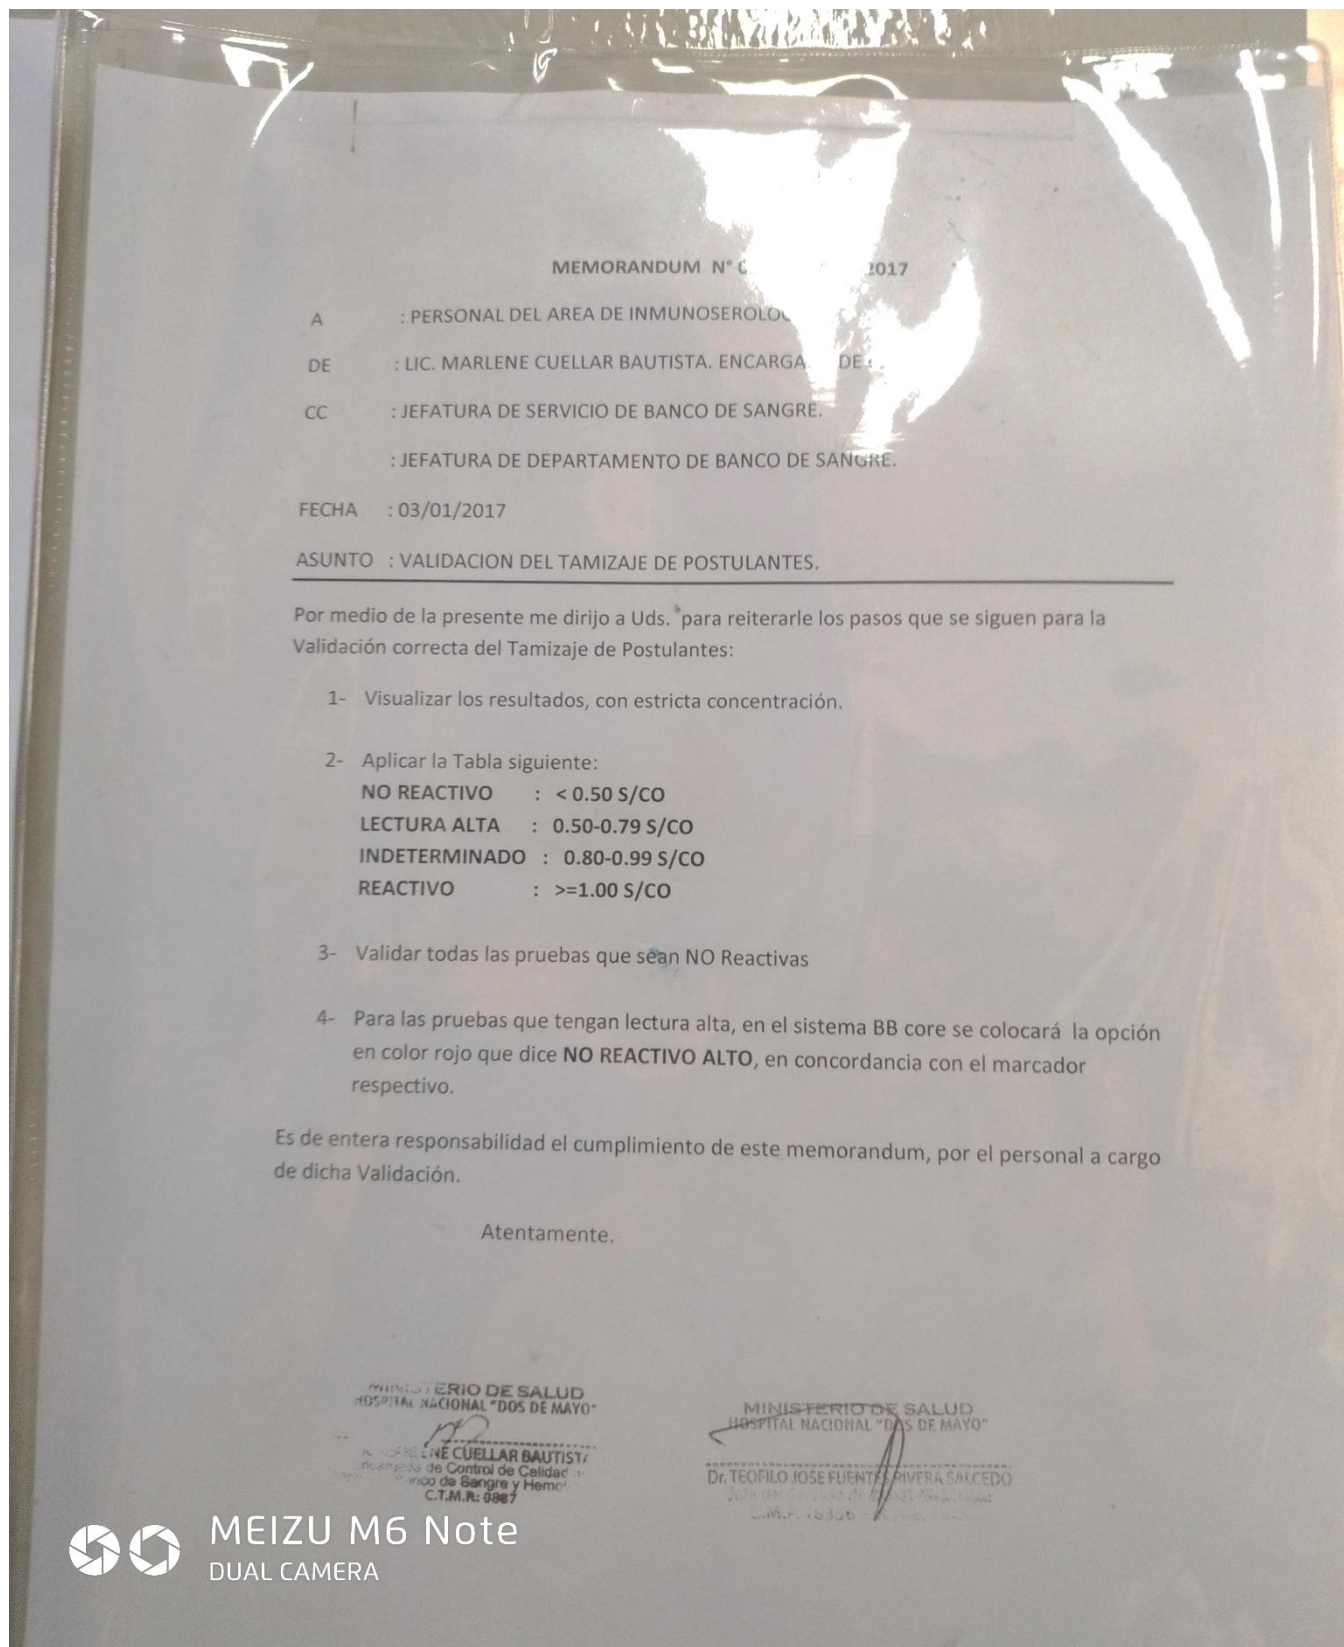 MEMORANDUM N° 2017
A : PERSONAL DEL AREA DE
DE : LIC. MARLENE CUELLAR BAUTISTA. DE
CC : JEFATURA DE SERVICIO DE BANCO DE SANGRE.
: JEFATURA DE DEPARTAMENTO DE BANCO DE SANGRE.
FECHA : 03/01/2017
ASUNTO : VALIDACION DEL TAMIZAJE DE POSTULANTES.
Por medio de la presente me dirijo a Uds. para reiterarle los pasos que se siguen para la
Validación correcta del Tamizaje de Postulantes:
1- Visualizar los resultados, con estricta concentración.
2- Aplicar la Tabla siguiente:
NO REACTIVO : < 0.50 S/CO
LECTURA ALTA : 0.50-0.79 S/CO
INDETERMINADO : 0.80-0.99 S/CO
REACTIVO : >=1.00 S/CO
3- Validar todas las pruebas que sean NO Reactivas
4- Para las pruebas que tengan lectura alta, en el sistema BB core se colocará la opción
en color rojo que dice NO REACTIVO ALTO, en concordancia con el marcador
respectivo.
Es de entera responsabilidad el cumplimiento de este memorandum, por el personal a cargo
de dicha Validación.
Atentamente.
MINISTERIO DE SALUD
HOSPITAL NACIONAL "DOS DE MAYO"
CUELLAR BAUTISTA
de Control de Calidad
de Sangre y
C.T.M.P.: 0887
MINISTERIO DE SALUD
HOSPITAL NACIONAL "DOS DE MAYO"
Dr. TEOFILO JOSE FUENTES RIVERA SALCEDO
MEIZU M6 Note
DUAL CAMERA